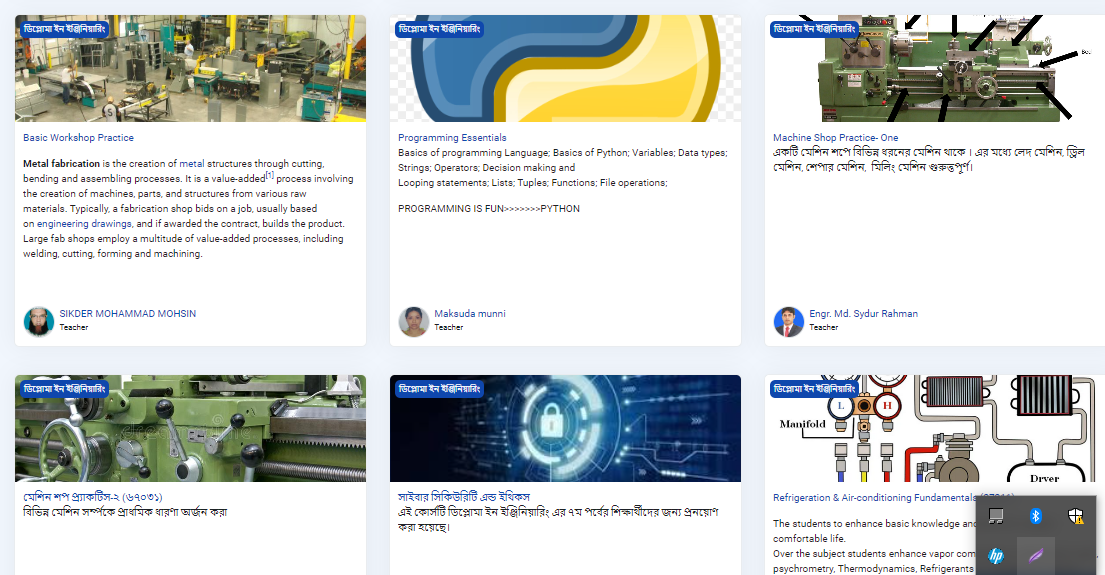 ডিপ্লোমা ইন ইঞ্জিনিয়ারিং
Basic Workshop Practice
Metal fabrication is the creation of metal structures through cutting,
bending and assembling processes. It is a value-added[1] process involving
the creation of machines, parts, and structures from various raw
materials. Typically, a fabrication shop bids on a job, usually based
on engineering drawings, and if awarded the contract, builds the product.
Large fab shops employ a multitude of value-added processes, including
welding, cutting, forming and machining.
SIKDER MOHAMMAD MOHSIN
Teacher
ডিপ্লোমা ইন ইঞ্জিনিয়ারিং
Programming Essentials
Basics of programming Language; Basics of Python; Variables; Data types;
Strings; Operators; Decision making and
Looping statements; Lists; Tuples; Functions; File operations;
PROGRAMMING IS FUN>>>>>>>PYTHON
Maksuda munni
Teacher
ডিপ্লোমা ইন ইঞ্জিনিয়ারিং
Machine Shop Practice- One
একটি মেশিন শপে বিভিন্ন ধরনের মেশিন থাকে । এর মধ্যে লেদ মেশিন, ড্রিল
মেশিন, শেপার মেশিন, মিলিং মেশিন গুরুত্বপূর্ণ।
Engr. Md. Sydur Rahman
Teacher
ডিপ্লোমা ইন ইঞ্জিনিয়ারিং
মেশিন শপ প্র্যাকটিস-২ (৬৭০৩১)
বিভিন্ন মেশিন সর্ম্পকে প্রাথমিক ধারণা অর্জন করা
ডিপ্লোমা ইন ইঞ্জিনিয়ারিং
সাইবার সিকিউরিটি এন্ড ইথিকস
এই কোর্সটি ডিপ্লোমা ইন ইঞ্জিনিয়ারিং এর ৭ম পর্বের শিক্ষার্থীদের জন্য প্রনয়োণ
করা হয়েছে।
ডিপ্লোমা ইন ইঞ্জিনিয়ারিং
L H
Manifold
Dryer
Refrigeration & Air-conditioning Fundamentals
The students to enhance basic knowledge
comfortable life.
Over the subject students enhance vapor
psychrometry, Thermodynamics, Refrigerants
hp